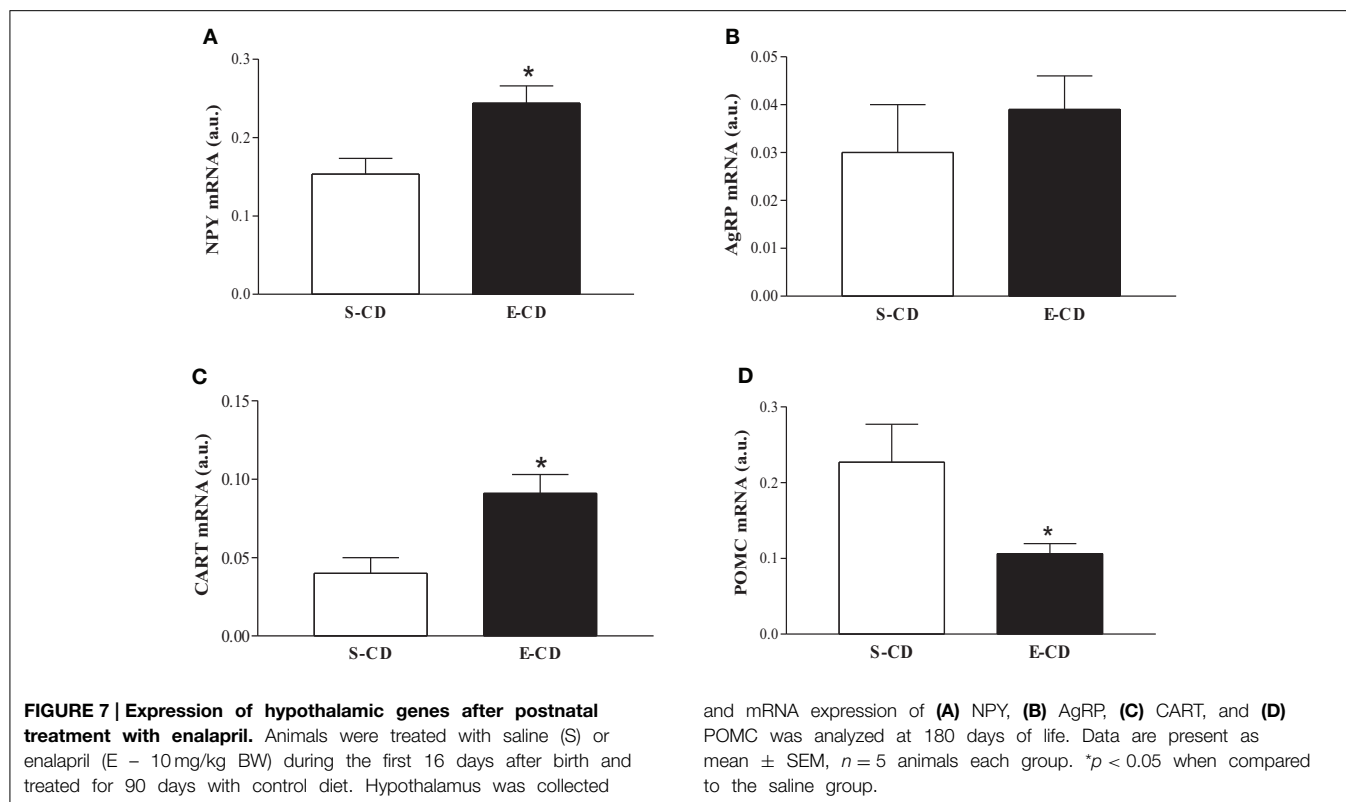 A
0.3
*
0.2
0.1
0.0
NPY mRNA (a.u.)
S-CD
E-CD
B
0.05
0.04
0.03
0.02
0.01
0.00
AgRP mRNA (a.u.)
S-CD
E-CD
C
0.15
*
0.10
0.05
0.00
CART mRNA (a.u.)
S-CD
E-CD
D
0.3
0.2
*
0.1
0.0
POMC mRNA (a.u.)
S-CD
E-CD
FIGURE 7 | Expression of hypothalamic genes after postnatal
treatment with enalapril. Animals were treated with saline (S) or
enalapril (E – 10 mg/kg BW) during the first 16 days after birth and
treated for 90 days with control diet. Hypothalamus was collected
and mRNA expression of (A) NPY, (B) AgRP, (C) CART, and (D)
POMC was analyzed at 180 days of life. Data are present as
mean ± SEM, n = 5 animals each group. *p < 0.05 when compared
to the saline group.